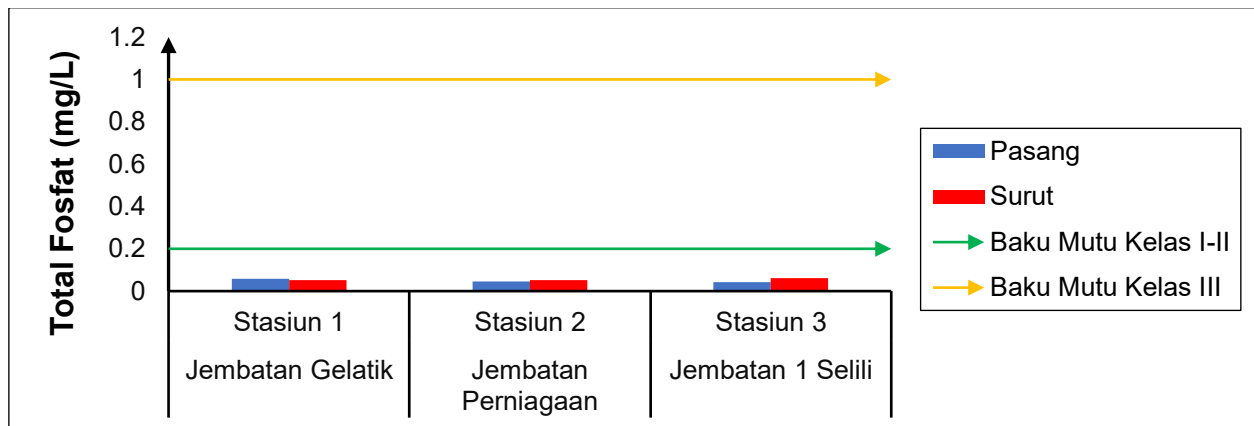 Total Fosfat (mg/L)
1.2
1
0.8
0.6
0.4
0.2
0
Stasiun 1
Stasiun 2
Stasiun 3
Jembatan Gelatik
Jembatan
Perniagaan
Jembatan 1 Selili
Pasang
Surut
Baku Mutu Kelas I-II
Baku Mutu Kelas III